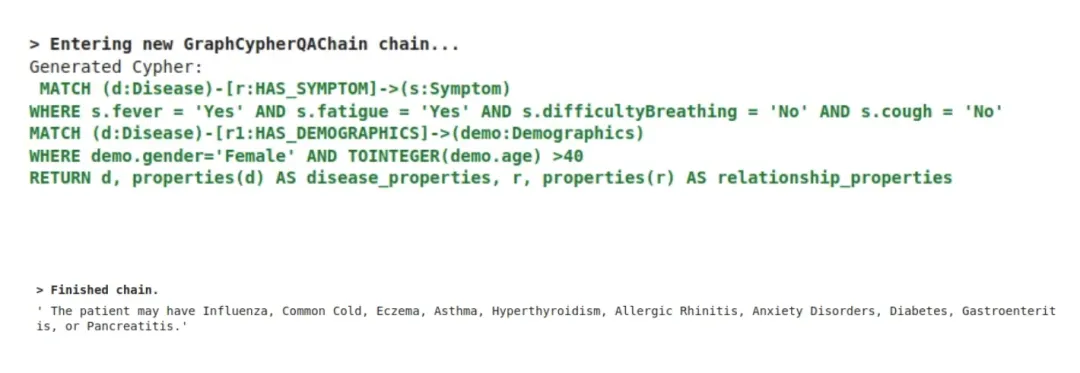 > Entering new GraphCypherQAChain chain...
Generated Cypher:
MATCH (d:Disease)-[r:HAS_SYMPTOM]->(s:Symptom)
WHERE s.fever = 'Yes' AND s.fatigue = 'Yes' AND s.difficultyBreathing = 'No' AND s.cough = 'No'
MATCH (d:Disease)-[r1:HAS_DEMOGRAPHICS]->(demo:Demographics)
WHERE demo.gender='Female' AND TOINTEGER(demo.age) >40
RETURN d, properties(d) AS disease_properties, r, properties(r) AS relationship_properties
> Finished chain.
' The patient may have Influenza, Common Cold, Eczema, Asthma, Hyperthyroidism, Allergic Rhinitis, Anxiety Disorders, Diabetes, Gastroenterit
is, or Pancreatitis.'